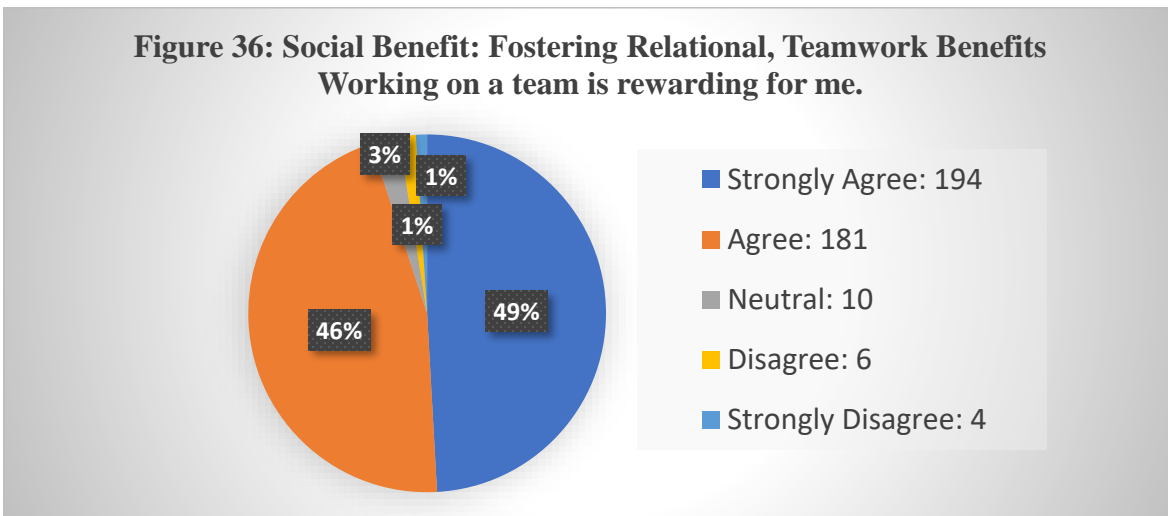 Figure 36: Social Benefit: Fostering Relational, Teamwork Benefits
Working on a team is rewarding for me.
3%
1%
1%
46%
49%
Strongly Agree: 194
Agree: 181
Neutral: 10
Disagree: 6
Strongly Disagree: 4